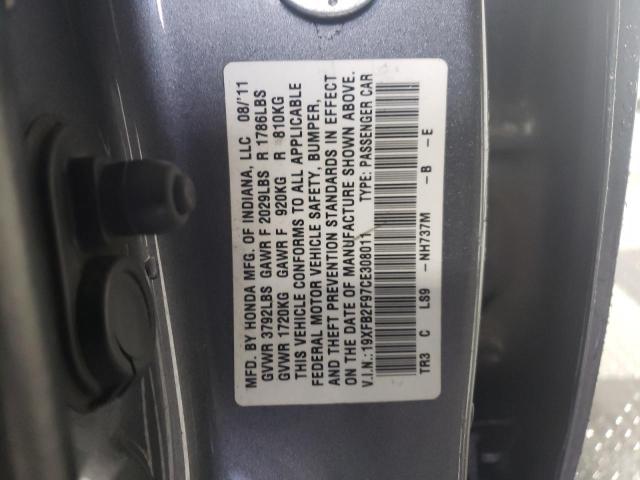 MFD. BY HONDA MFG. OF INDIANA, LLC 08/'11
GVWR 3792LBS GAWR F 2029LBS R 1786LBS
GVWR 1720KG GAWR F 920KG R 810KG
THIS VEHICLE CONFORMS TO ALL APPLICABLE
FEDERAL MOTOR VEHICLE SAFETY, BUMPER,
AND THEFT PREVENTION STANDARDS IN EFFECT
ON THE DATE OF MANUFACTURE SHOWN ABOVE.
V.I.N.:19XFB2F97CE308011 TYPE: PASSENGER CAR
TR3 C LS9 -NH737M -B -E